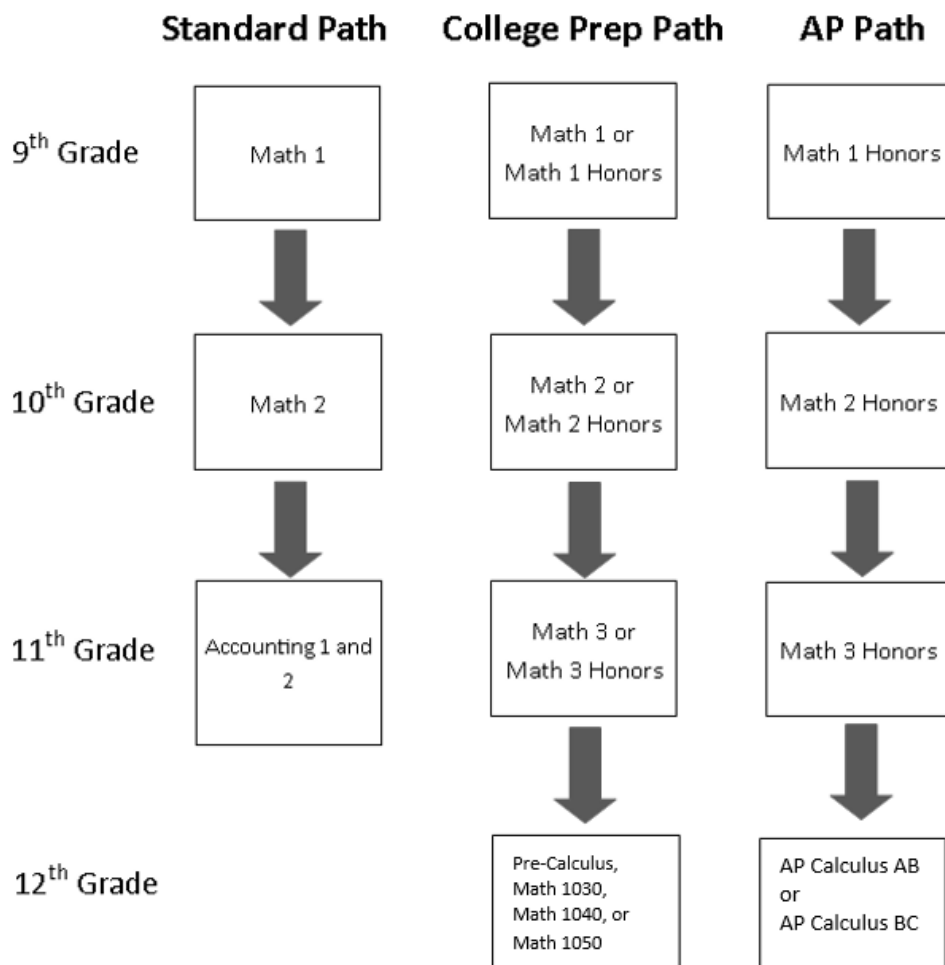 Standard Path College Prep Path AP Path
9th Grade
Math 1
Math 1 or
Math 1 Honors
Math 1 Honors
10th Grade
Math 2
Math 2 or
Math 2 Honors
Math 2 Honors
11th Grade
Accounting 1 and
2
Math 3 or
Math 3 Honors
Math 3 Honors
12th Grade
Pre-Calculus,
Math 1030,
Math 1040, or
Math 1050
AP Calculus AB
or
AP Calculus BC